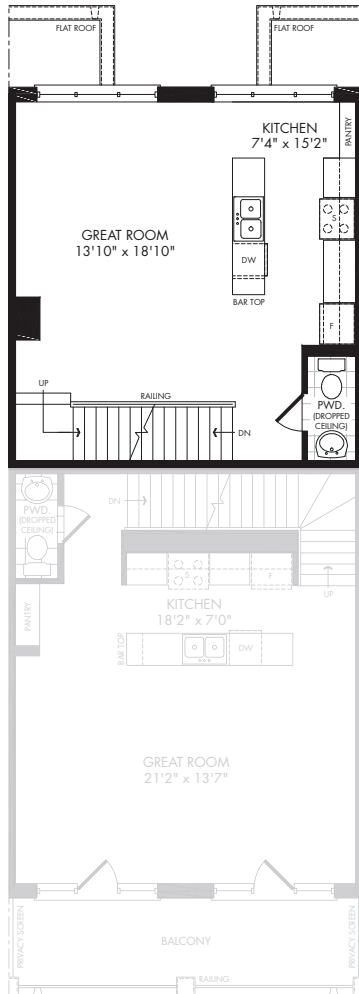 FLAT ROOF
FLAT ROOF
KITCHEN
7'4" x 15'2"
PANTRY
S
GREAT ROOM
13'10" x 18'10"
DW
BAR TOP
F
UP
RAILING
PWD.
(DROPPED
CEILING)
DN
DN
PWD.
(DROPPED
CEILING)
S
F
UP
PANTRY
KITCHEN
18'2" x 7'0"
BAR TOP
DW
GREAT ROOM
21'2" x 13'7"
PRIVACY SCREEN
BALCONY
PRIVACY SCREEN
RAILING